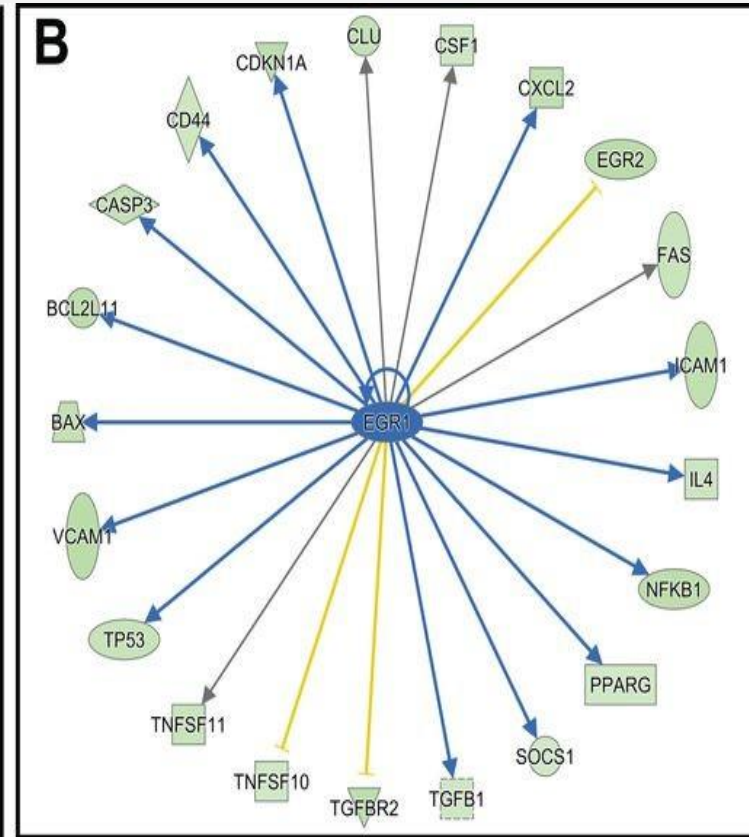 B
CLU
CSF1
CDKN1A
CXCL2
CD44
EGR2
CASP3
FAS
BCL2L11
ICAM1
BAX
EGR1
IL4
VCAM1
NFKB1
TP53
PPARG
TNFSF11
SOCS1
TNFSF10
TGFBR2
TGFB1